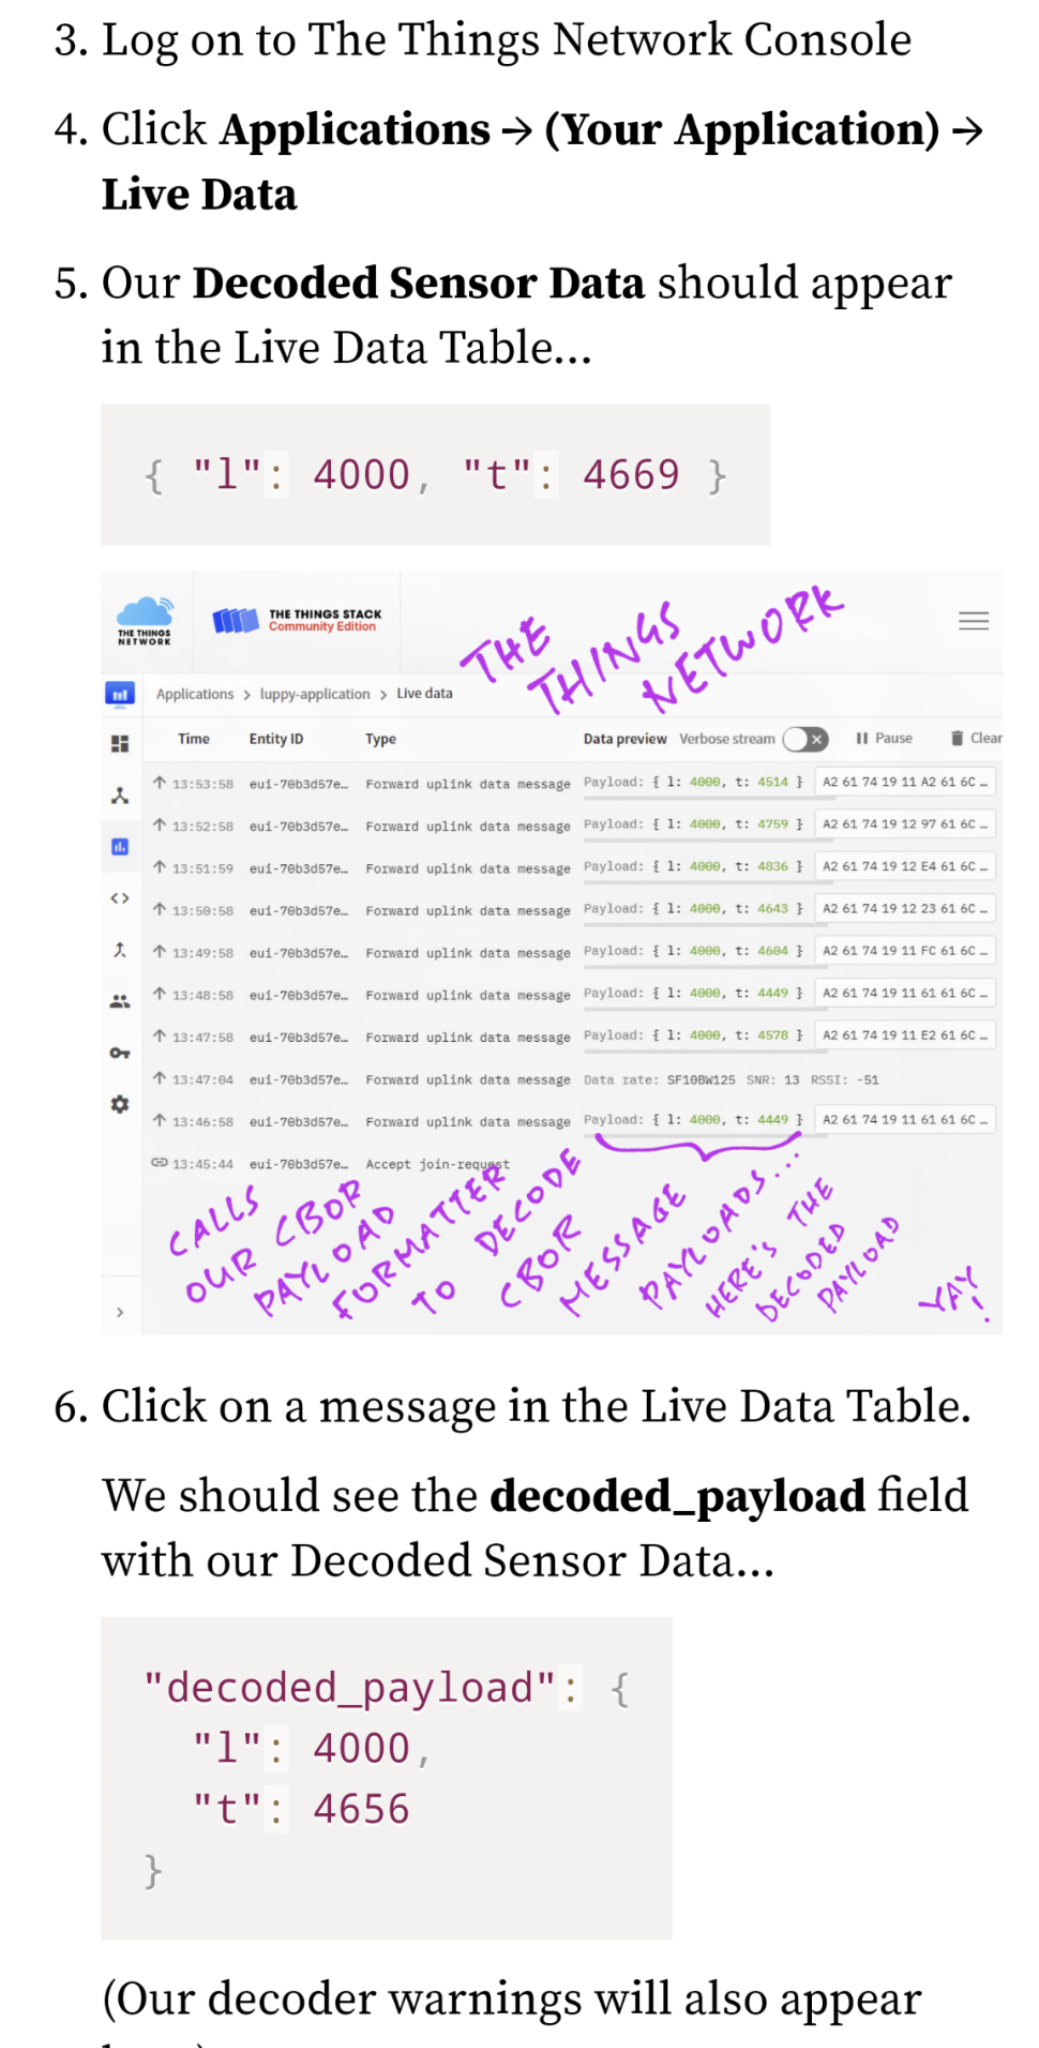 3. Log on to The Things Network Console
4. Click Applications → (Your Application) →
Live Data
5. Our Decoded Sensor Data should appear
in the Live Data Table...
{ "l": 4000, "t": 4669 }
THE THINGS
NETWORK
THE THINGS STACK
Community Edition
THE
THINGS
NETWORK
Applications > luppy-application > Live data
Time Entity ID Type Data preview Verbose stream Pause Clear
↑ 13:53:58 eui-70b3d57e… Forward uplink data message Payload: { l: 4000, t: 4514 } A2 61 74 19 11 A2 61 6C …
↑ 13:52:58 eui-70b3d57e… Forward uplink data message Payload: { l: 4000, t: 4759 } A2 61 74 19 12 97 61 6C …
↑ 13:51:59 eui-70b3d57e… Forward uplink data message Payload: { l: 4000, t: 4836 } A2 61 74 19 12 E4 61 6C …
↑ 13:50:58 eui-70b3d57e… Forward uplink data message Payload: { l: 4000, t: 4643 } A2 61 74 19 12 23 61 6C …
↑ 13:49:58 eui-70b3d57e… Forward uplink data message Payload: { l: 4000, t: 4604 } A2 61 74 19 11 FC 61 6C …
↑ 13:48:58 eui-70b3d57e… Forward uplink data message Payload: { l: 4000, t: 4449 } A2 61 74 19 11 61 61 6C …
↑ 13:47:58 eui-70b3d57e… Forward uplink data message Payload: { l: 4000, t: 4578 } A2 61 74 19 11 E2 61 6C …
↑ 13:47:04 eui-70b3d57e… Forward uplink data message Data rate: SF10BW125 SNR: 13 RSSI: -51
↑ 13:46:58 eui-70b3d57e… Forward uplink data message Payload: { l: 4000, t: 4449 } A2 61 74 19 11 61 61 6C …
13:45:44 eui-70b3d57e… Accept join-request
CALLS
OUR CBOR
PAYLOAD
FORMATTER
TO DECODE
CBOR
MESSAGE
PAYLOADS...
HERE'S THE
DECODED
PAYLOAD
YAY!
6. Click on a message in the Live Data Table.
We should see the decoded_payload field
with our Decoded Sensor Data...
"decoded_payload": {
"l": 4000,
"t": 4656
}
(Our decoder warnings will also appear